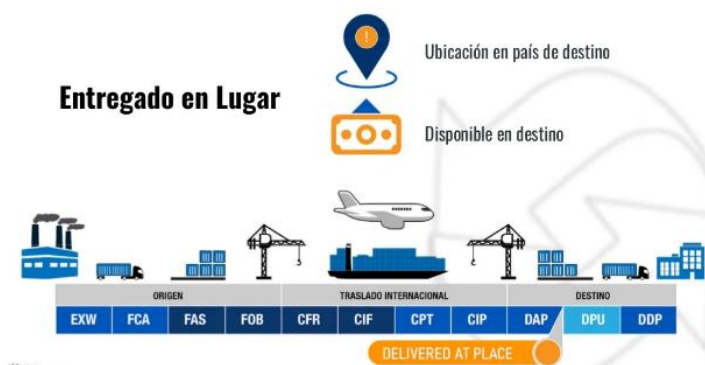 Ubicación en país de destino
Entregado en Lugar
Disponible en destino
ORIGEN TRASLADO INTERNACIONAL DESTINO
EXW FCA FAS FOB CFR CIF CPT CIP DAP DPU DDP
DELIVERED AT PLACE